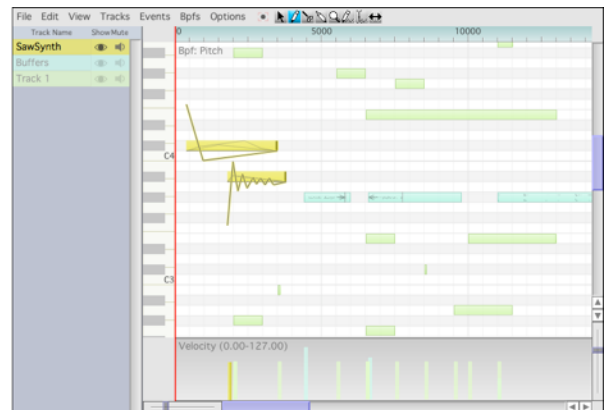 File Edit View Tracks Events Bpfs Options
Track Name Show Mute
0 5000 10000
SawSynth
Buffers
Track 1
Bpf: Pitch
C4
C3
Velocity (0.00-127.00)